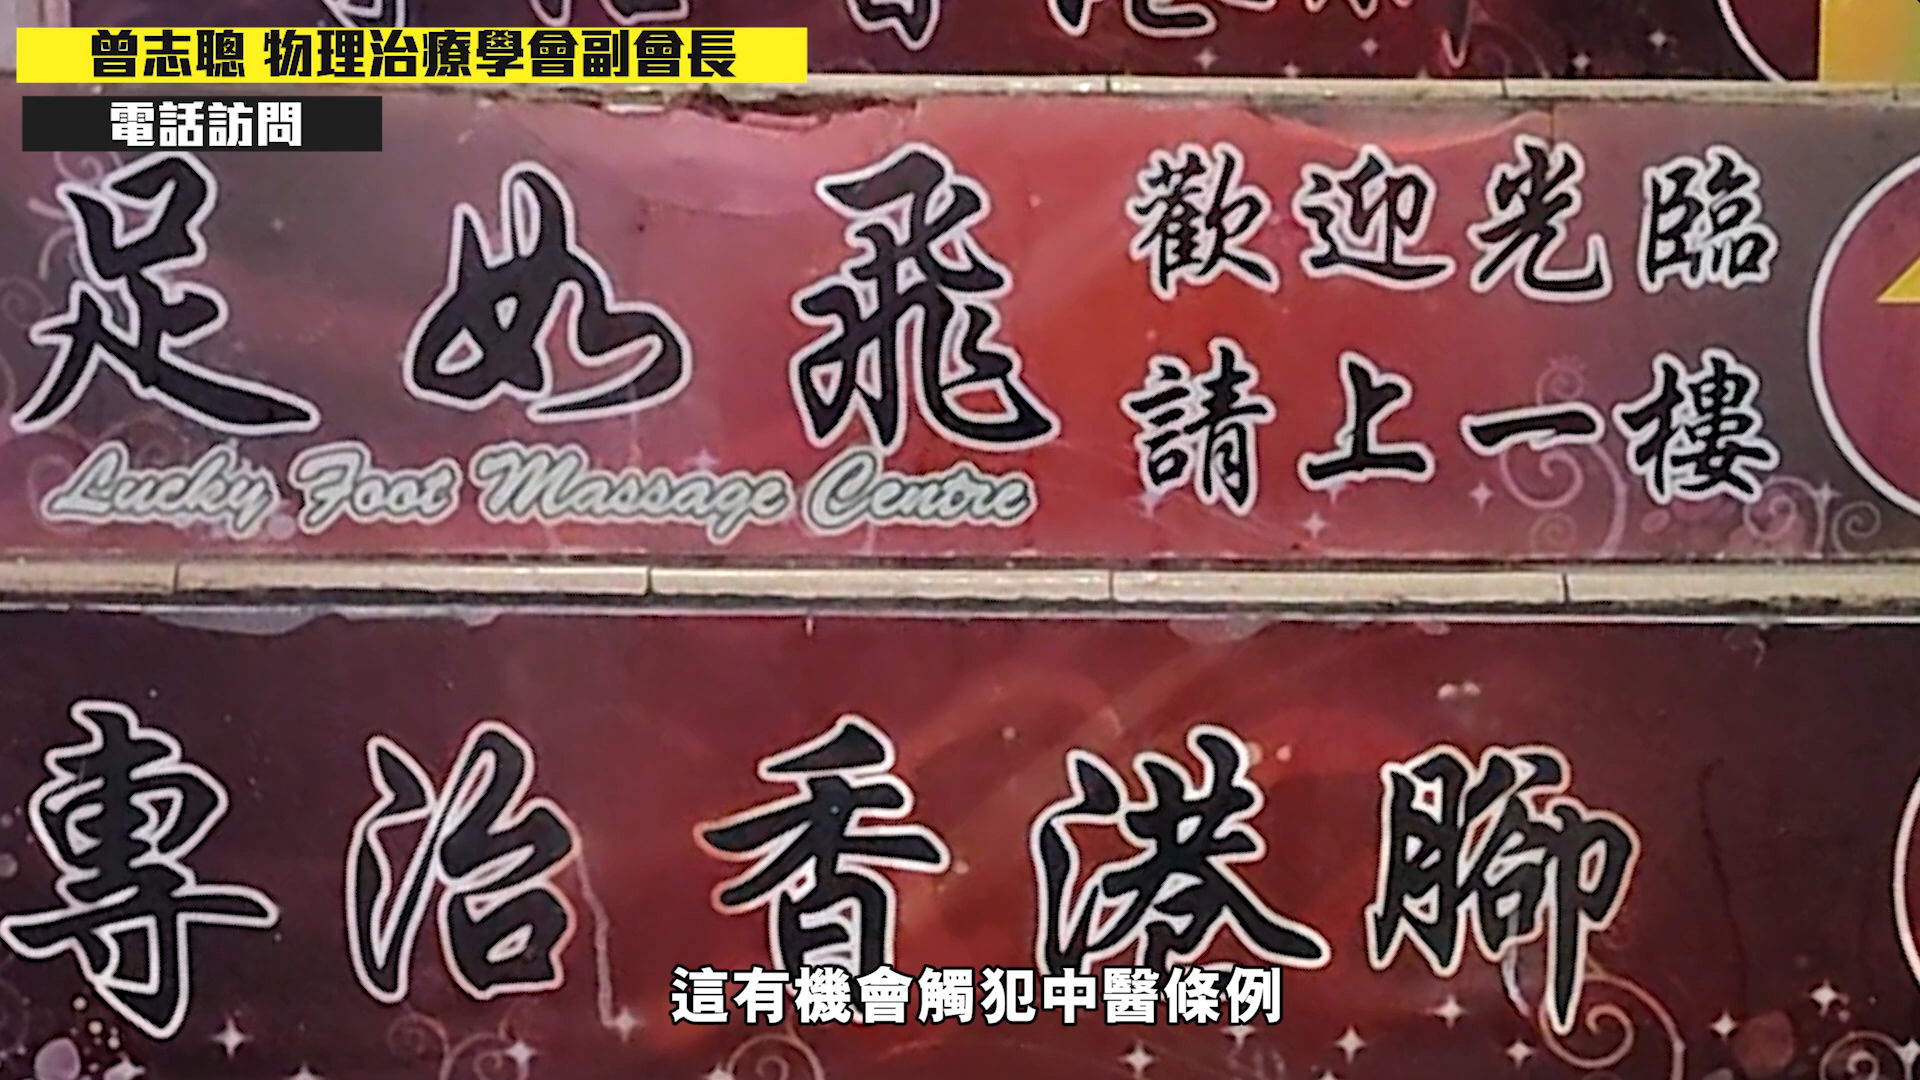 曾志聰 物理治療學會副會長
電話訪問
足如飛
Lucky Foot Massage Centre
歡迎光臨
請上一樓
專治香港腳
這有機會觸犯中醫條例